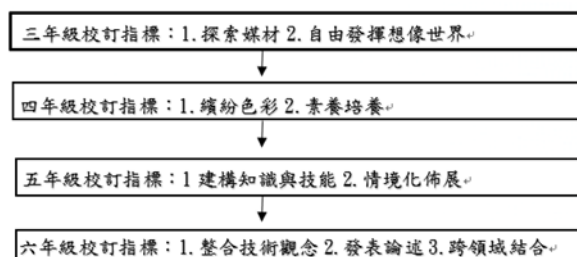 三年級校訂指標：1.探索媒材 2.自由發揮想像世界
四年級校訂指標：1.繽紛色彩 2.素養培養
五年級校訂指標：1 建構知識與技能 2.情境化佈展
六年級校訂指標：1.整合技術觀念 2.發表論述 3.跨領域結合